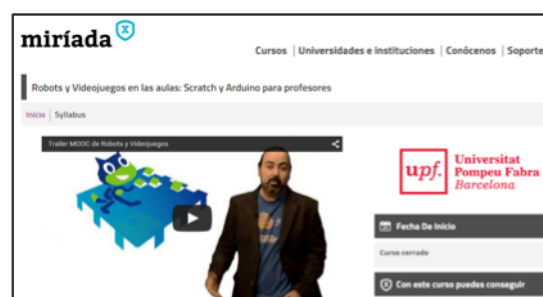 miríada X
Cursos | Universidades e instituciones | Conócenos | Soporte
Robots y Videojuegos en las aulas: Scratch y Arduino para profesores
Inicio | Syllabus
Trailer MOOC de Robots y Videojuegos
upf. Universitat
Pompeu Fabra
Barcelona
Fecha De Inicio
Curso cerrado
Con este curso puedes conseguir